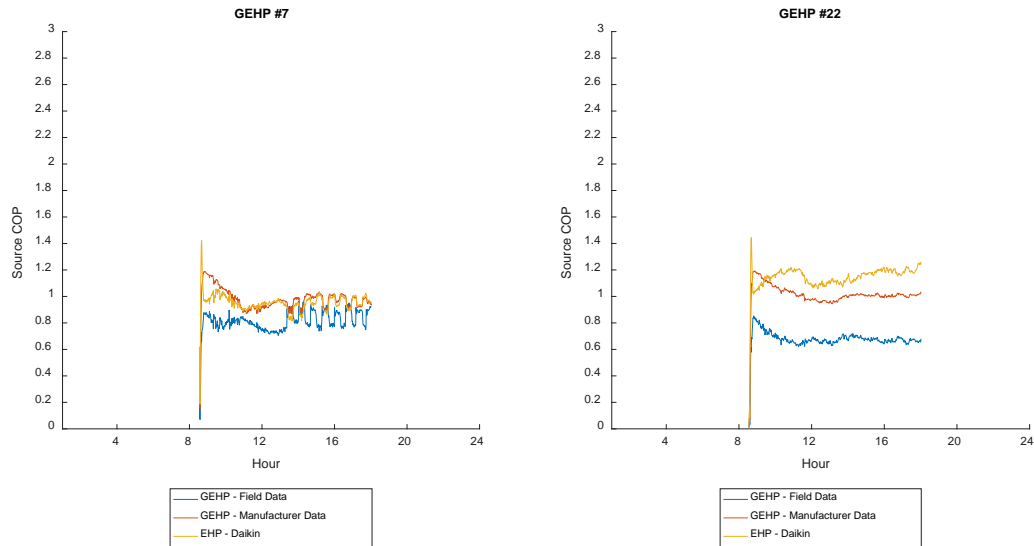 GEHP #7
3
2.8
2.6
2.4
2.2
2
1.8
1.6
1.4
1.2
1
0.8
0.6
0.4
0.2
0
Source COP
4 8 12 16 20 24
Hour
GEHP - Field Data
GEHP - Manufacturer Data
EHP - Daikin
GEHP #22
3
2.8
2.6
2.4
2.2
2
1.8
1.6
1.4
1.2
1
0.8
0.6
0.4
0.2
0
Source COP
4 8 12 16 20 24
Hour
GEHP - Field Data
GEHP - Manufacturer Data
EHP - Daikin